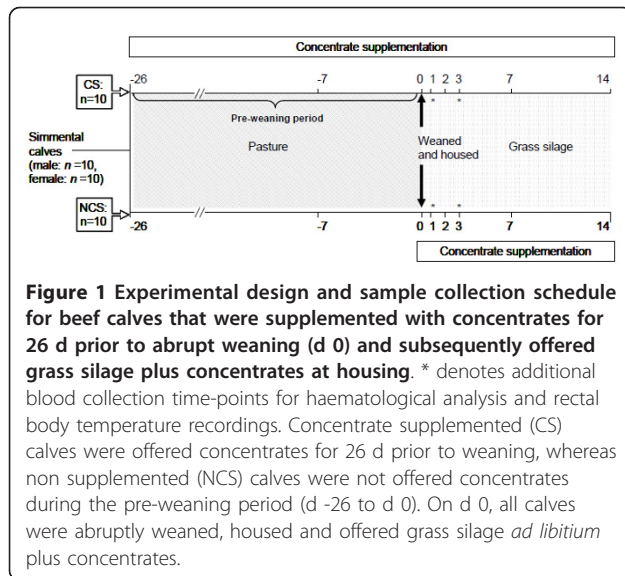 Concentrate supplementation
CS:
n=10
-26
-7
0 1 2 3
7
14
* *
Pre-weaning period
Simmental
calves
(male: n =10,
female: n =10)
Pasture
Weaned
and housed
Grass silage
NCS:
n=10
* *
-26
-7
0 1 2 3
7
14
Concentrate supplementation
Figure 1 Experimental design and sample collection schedule
for beef calves that were supplemented with concentrates for
26 d prior to abrupt weaning (d 0) and subsequently offered
grass silage plus concentrates at housing. * denotes additional
blood collection time-points for haematological analysis and rectal
body temperature recordings. Concentrate supplemented (CS)
calves were offered concentrates for 26 d prior to weaning, whereas
non supplemented (NCS) calves were not offered concentrates
during the pre-weaning period (d -26 to d 0). On d 0, all calves
were abruptly weaned, housed and offered grass silage ad libitium
plus concentrates.